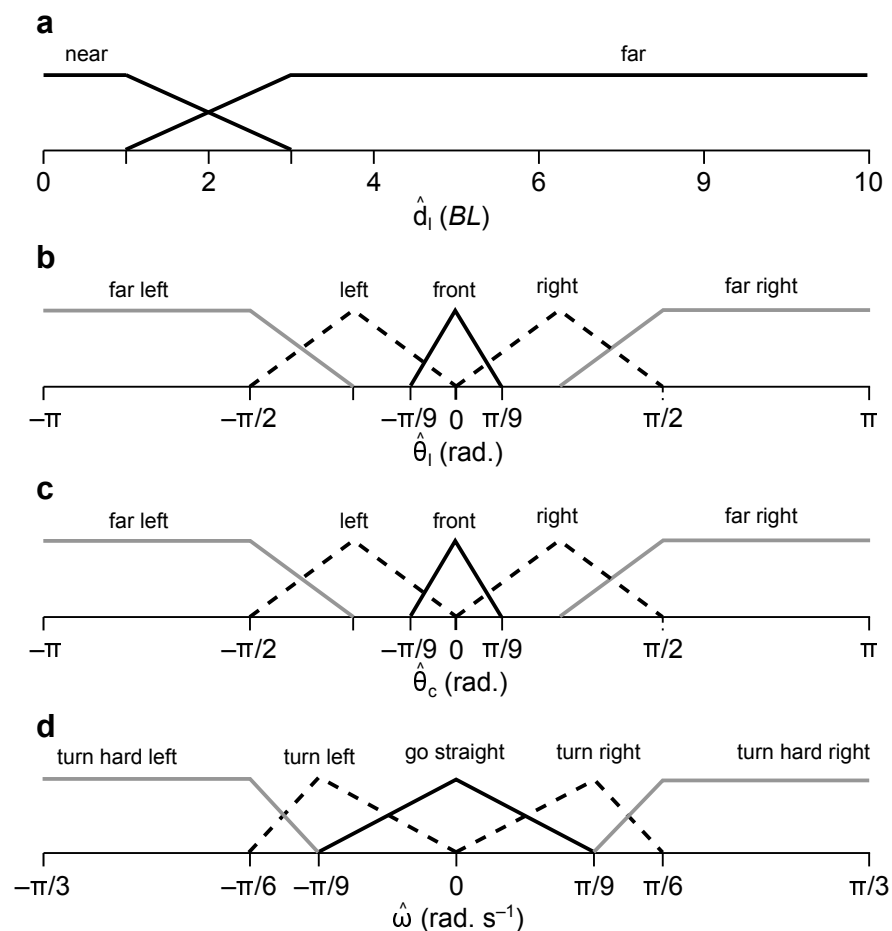 a
near far
0 2 4 6 9 10
d̂ₗ (BL)
b
far left left front right far right
–π –π/2 –π/9 0 π/9 π/2 π
θ̂ₗ (rad.)
c
far left left front right far right
–π –π/2 –π/9 0 π/9 π/2 π
θ̂c (rad.)
d
turn hard left turn left go straight turn right turn hard right
–π/3 –π/6 –π/9 0 π/9 π/6 π/3
ω̂ (rad. s⁻¹)